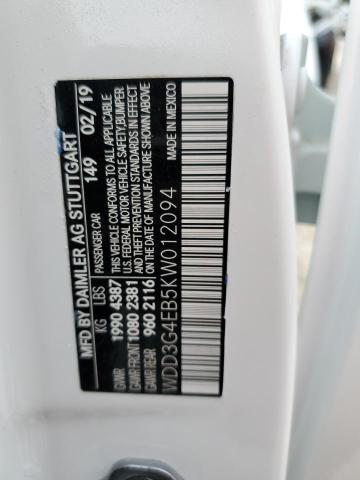 MFD BY DAIMLER AG STUTTGART
149 02/19
PASSENGER CAR
KG LBS
GVWR 1990 4387
GAWR FRONT 1080 2381
GAWR REAR 960 2116
THIS VEHICLE CONFORMS TO ALL APPLICABLE
U.S. FEDERAL MOTOR VEHICLE SAFETY, BUMPER,
AND THEFT PREVENTION STANDARDS IN EFFECT
ON THE DATE OF MANUFACTURE SHOWN ABOVE
WDD3G4EB5KW012094
MADE IN MEXICO